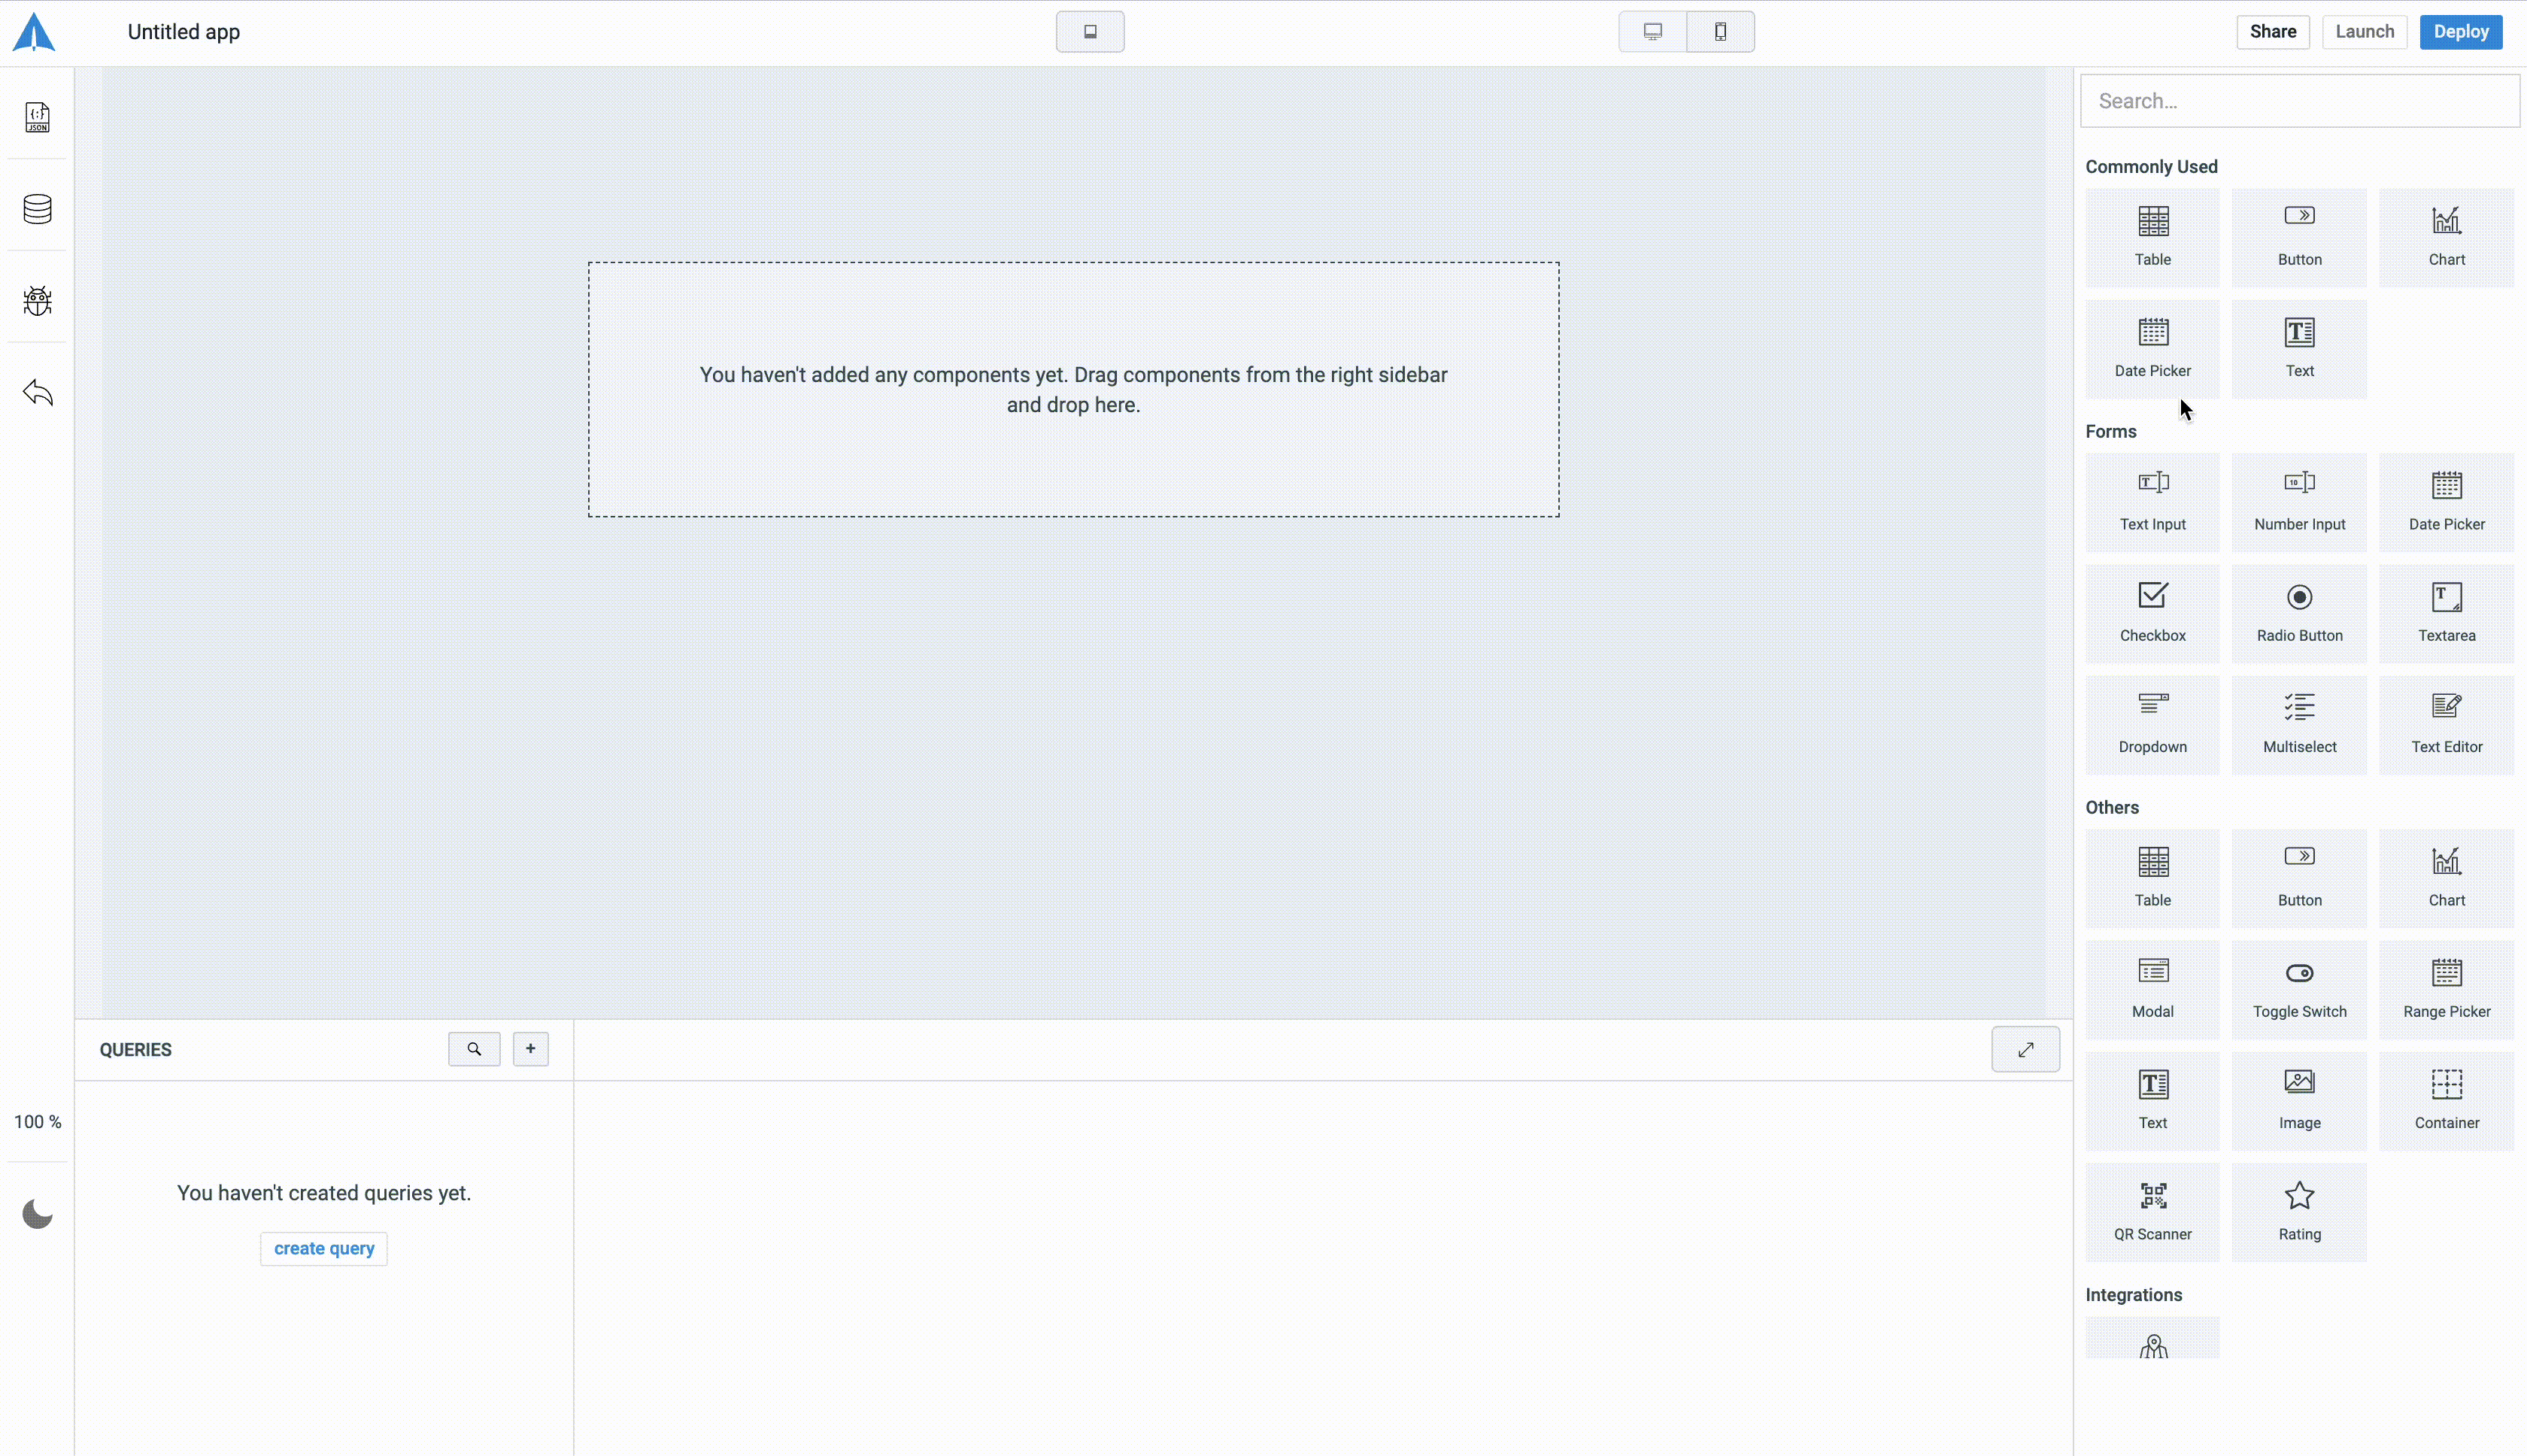 Untitled app
Share
Launch
Deploy
{:}
JSON
Search...
Commonly Used
Table
Button
Chart
Date Picker
Text
You haven't added any components yet. Drag components from the right sidebar
and drop here.
Forms
Text Input
Number Input
Date Picker
Checkbox
Radio Button
Textarea
Dropdown
Multiselect
Text Editor
Others
Table
Button
Chart
Modal
Toggle Switch
Range Picker
Text
Image
Container
QR Scanner
Rating
Integrations
QUERIES
+
You haven't created queries yet.
create query
100 %